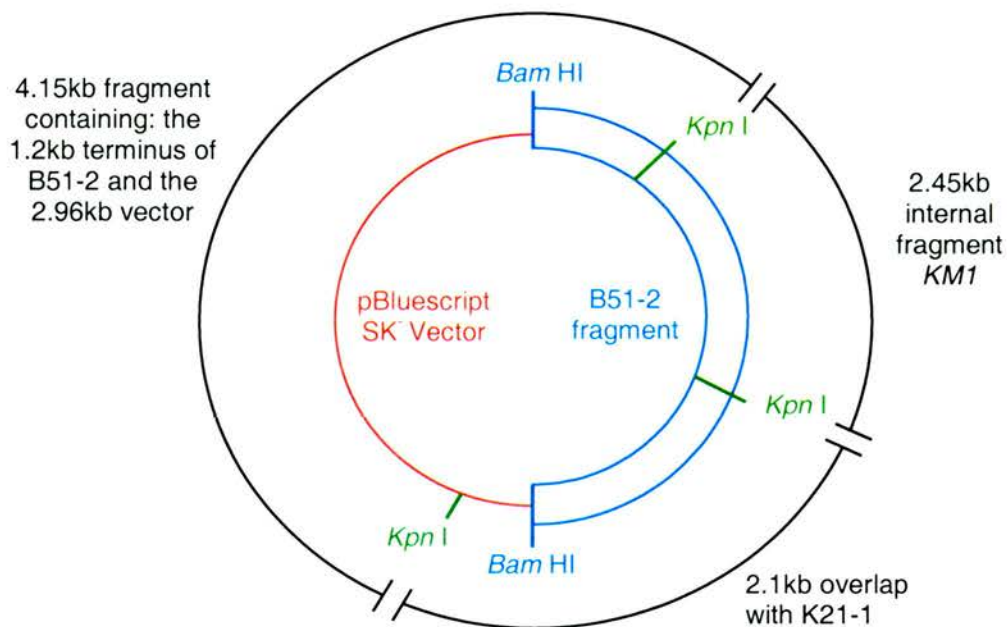 Bam HI
Kpn I
4.15kb fragment
containing: the
1.2kb terminus of
B51-2 and the
2.96kb vector
2.45kb
internal
fragment
KM1
pBluescript
SK⁻ Vector
B51-2
fragment
Kpn I
Kpn I
Bam HI
2.1kb overlap
with K21-1